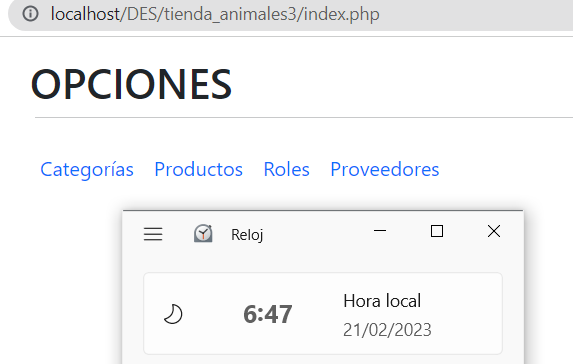 localhost/DES/tienda_animales3/index.php
OPCIONES
Categorías Productos Roles Proveedores
Reloj
6:47 Hora local
21/02/2023